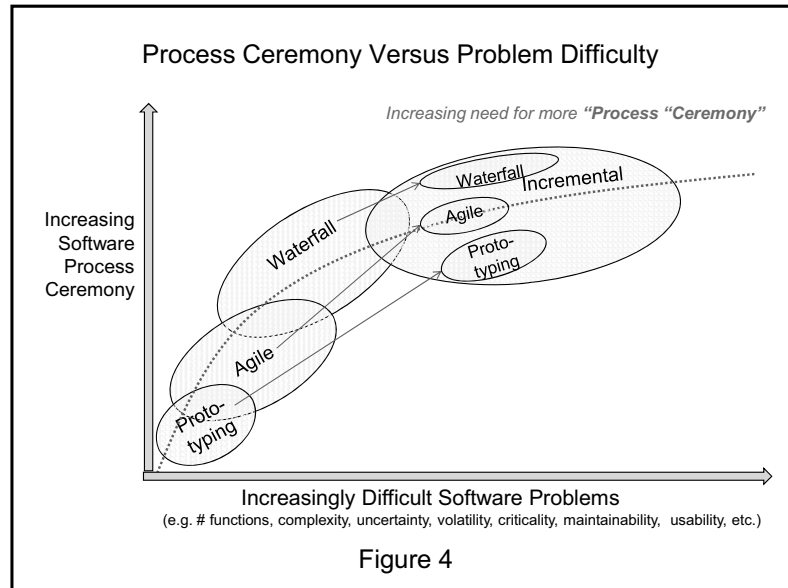 Process Ceremony Versus Problem Difficulty
Increasing need for more “Process “Ceremony”
Increasing
Software
Process
Ceremony
Waterfall
Incremental
Agile
Proto-
typing
Waterfall
Agile
Proto-
typing
Increasingly Difficult Software Problems
(e.g. # functions, complexity, uncertainty, volatility, criticality, maintainability, usability, etc.)
Figure 4